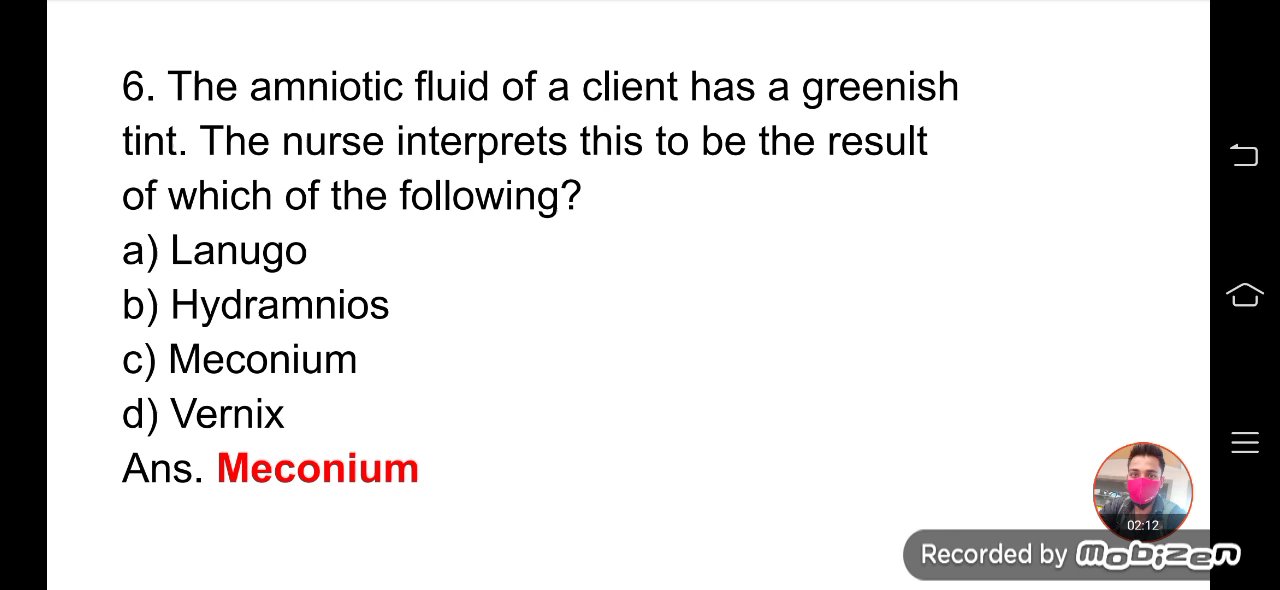 6. The amniotic fluid of a client has a greenish
tint. The nurse interprets this to be the result
of which of the following?
a) Lanugo
b) Hydramnios
c) Meconium
d) Vernix
Ans. Meconium
02:12
Recorded by Mobizen